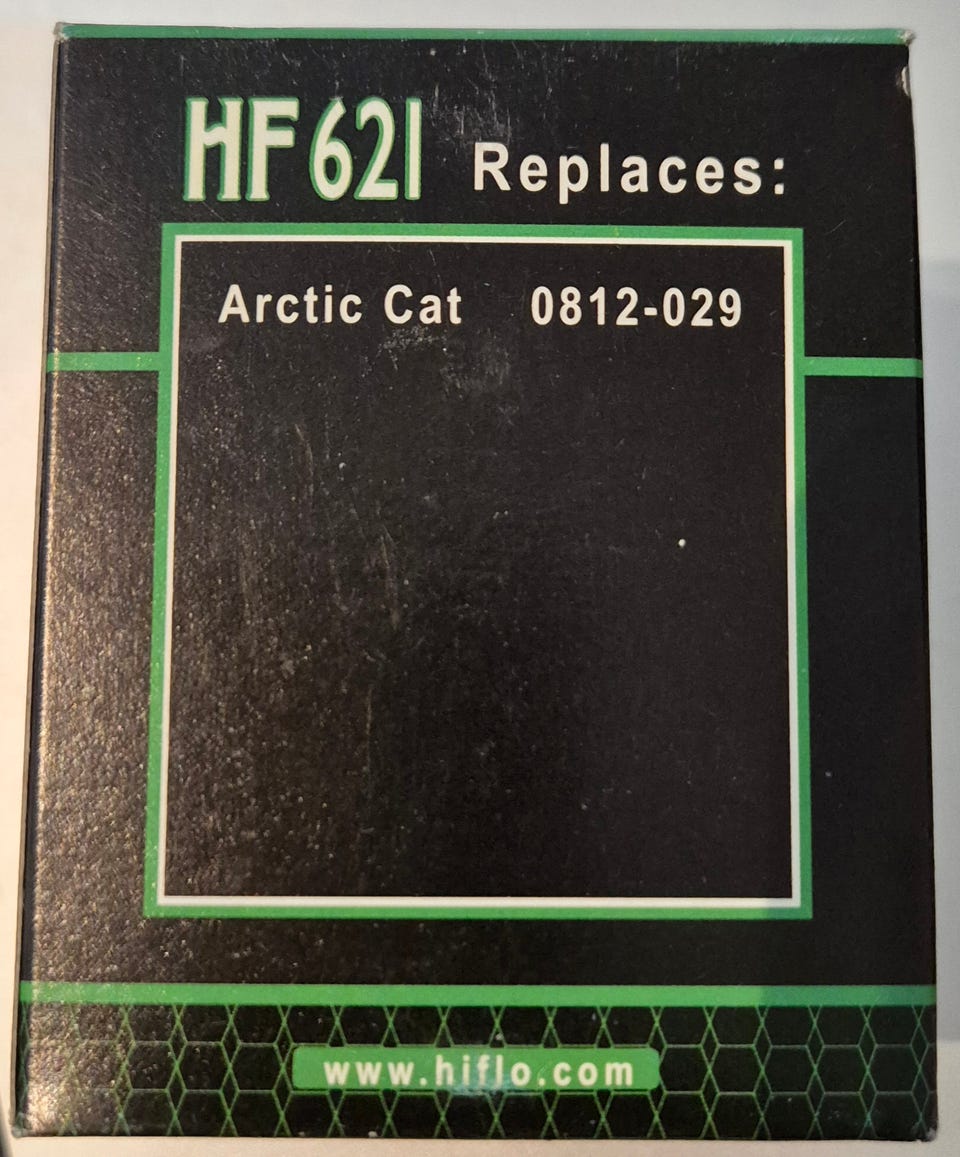 HF621 Replaces:
Arctic Cat 0812-029
www.hiflo.com